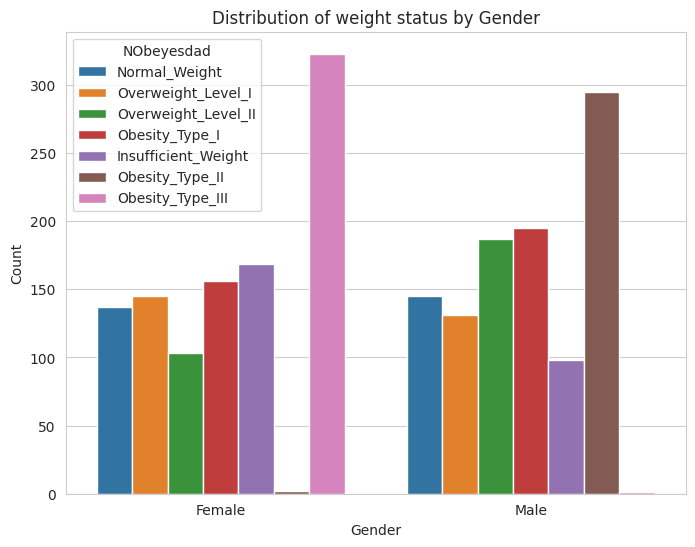 Distribution of weight status by Gender
NObeyesdad
Normal_Weight
Overweight_Level_I
Overweight_Level_II
Obesity_Type_I
Insufficient_Weight
Obesity_Type_II
Obesity_Type_III
300
250
200
150
100
50
0
Count
Female
Male
Gender